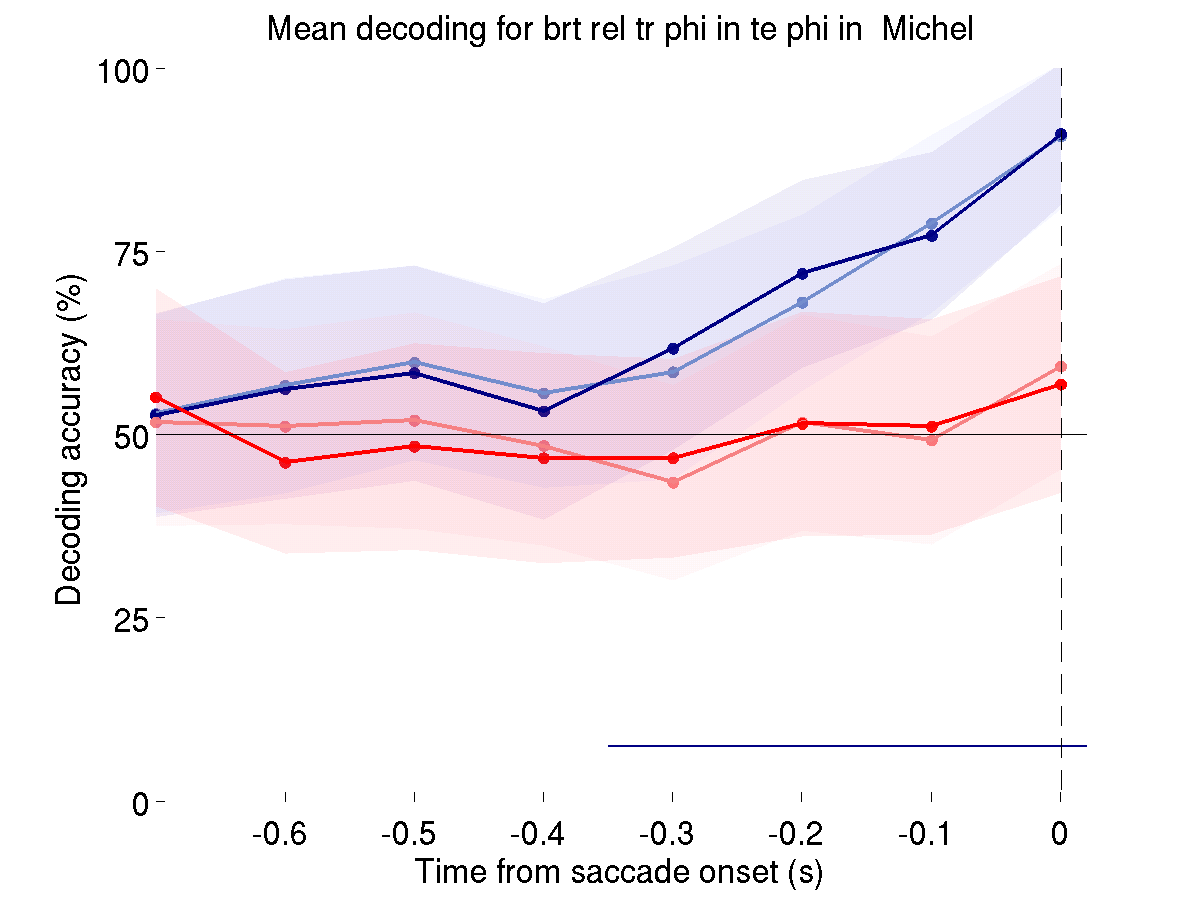 Mean decoding for brt rel tr phi in te phi in  Michel
100
75
50
25
0
Decoding accuracy (%)
-0.6 -0.5 -0.4 -0.3 -0.2 -0.1 0
Time from saccade onset (s)